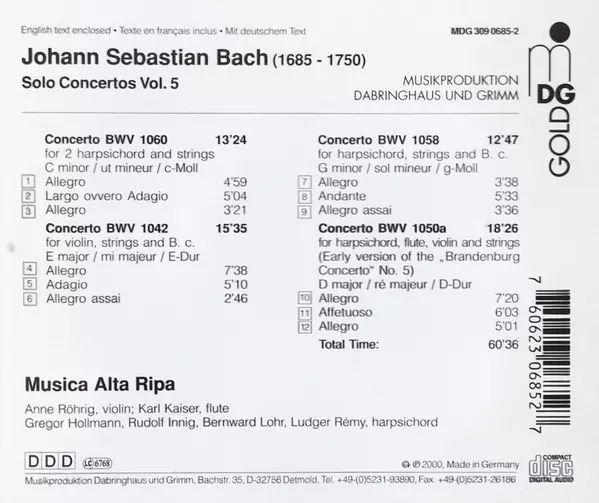 English text enclosed • Texte en français inclus • Mit deutschem Text
MDG 309 0685-2
Johann Sebastian Bach (1685 - 1750)
Solo Concertos Vol. 5
MUSIKPRODUKTION
DABRINGHAUS UND GRIMM
mDG
GOLD
Concerto BWV 1060 13'24
for 2 harpsichord and strings
C minor / ut mineur / c-Moll
1 Allegro 4'59
2 Largo ovvero Adagio 5'04
3 Allegro 3'21
Concerto BWV 1042 15'35
for violin, strings and B. c.
E major / mi majeur / E-Dur
4 Allegro 7'38
5 Adagio 5'10
6 Allegro assai 2'46
Concerto BWV 1058 12'47
for harpsichord, strings and B. c.
G minor / sol mineur / g-Moll
7 Allegro 3'38
8 Andante 5'33
9 Allegro assai 3'36
Concerto BWV 1050a 18'26
for harpsichord, flute, violin and strings
(Early version of the „Brandenburg
Concerto“ No. 5)
D major / ré majeur / D-Dur
10 Allegro 7'20
11 Affetuoso 6'03
12 Allegro 5'01
Total Time: 60'36
7 60623 06852 7
Musica Alta Ripa
Anne Röhrig, violin; Karl Kaiser, flute
Gregor Hollmann, Rudolf Innig, Bernward Lohr, Ludger Rémy, harpsichord
DDD LC 6768
© ℗ 2000, Made in Germany
COMPACT
disc
DIGITAL AUDIO
Musikproduktion Dabringhaus und Grimm, Bachstr. 35, D-32756 Detmold, Tel. +49-(0)5231-93890, Fax +49-(0)5231-26186